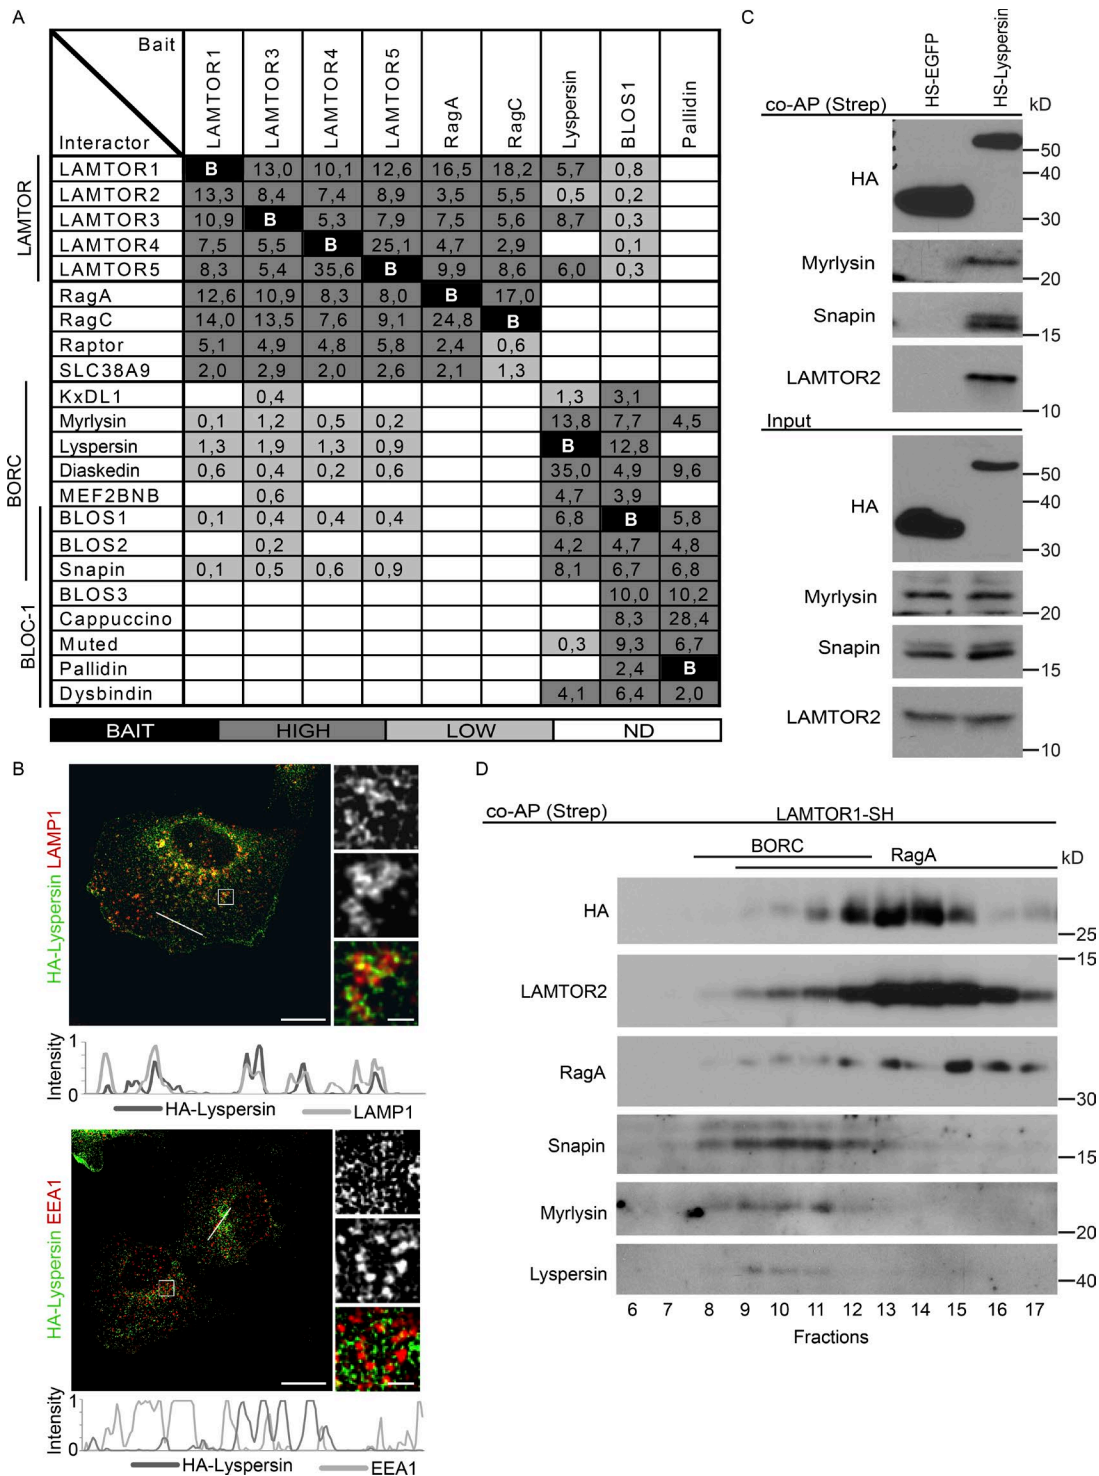 A
Bait
Interactor
LAMTOR1 LAMTOR3 LAMTOR4 LAMTOR5 RagA RagC Lyspersin BLOS1 Pallidin
LAMTOR
LAMTOR1 B 13,0 10,1 12,6 16,5 18,2 5,7 0,8
LAMTOR2 13,3 8,4 7,4 8,9 3,5 5,5 0,5 0,2
LAMTOR3 10,9 B 5,3 7,9 7,5 5,6 8,7 0,3
LAMTOR4 7,5 5,5 B 25,1 4,7 2,9 0,1
LAMTOR5 8,3 5,4 35,6 B 9,9 8,6 6,0 0,3
RagA 12,6 10,9 8,3 8,0 B 17,0
RagC 14,0 13,5 7,6 9,1 24,8 B
Raptor 5,1 4,9 4,8 5,8 2,4 0,6
SLC38A9 2,0 2,9 2,0 2,6 2,1 1,3
BORC
KxDL1 0,4 1,3 3,1
Myrlysin 0,1 1,2 0,5 0,2 13,8 7,7 4,5
Lyspersin 1,3 1,9 1,3 0,9 B 12,8
Diaskedin 0,6 0,4 0,2 0,6 35,0 4,9 9,6
MEF2BNB 0,6 4,7 3,9
BLOC-1
BLOS1 0,1 0,4 0,4 0,4 6,8 B 5,8
BLOS2 0,2 4,2 4,7 4,8
Snapin 0,1 0,5 0,6 0,9 8,1 6,7 6,8
BLOS3 10,0 10,2
Cappuccino 8,3 28,4
Muted 0,3 9,3 6,7
Pallidin 2,4 B
Dysbindin 4,1 6,4 2,0
BAIT HIGH LOW ND
B
HA-Lyspersin LAMP1
Intensity
1
0
HA-Lyspersin LAMP1
HA-Lyspersin EEA1
Intensity
1
0
HA-Lyspersin EEA1
C
HS-EGFP HS-Lyspersin
co-AP (Strep) kD
HA
50
40
30
Myrlysin
20
Snapin
15
LAMTOR2
10
Input
HA
50
40
30
Myrlysin
20
Snapin
15
LAMTOR2
10
D
co-AP (Strep) LAMTOR1-SH
BORC RagA kD
HA
25
15
LAMTOR2
RagA
30
Snapin
15
Myrlysin
20
Lyspersin
40
6 7 8 9 10 11 12 13 14 15 16 17
Fractions